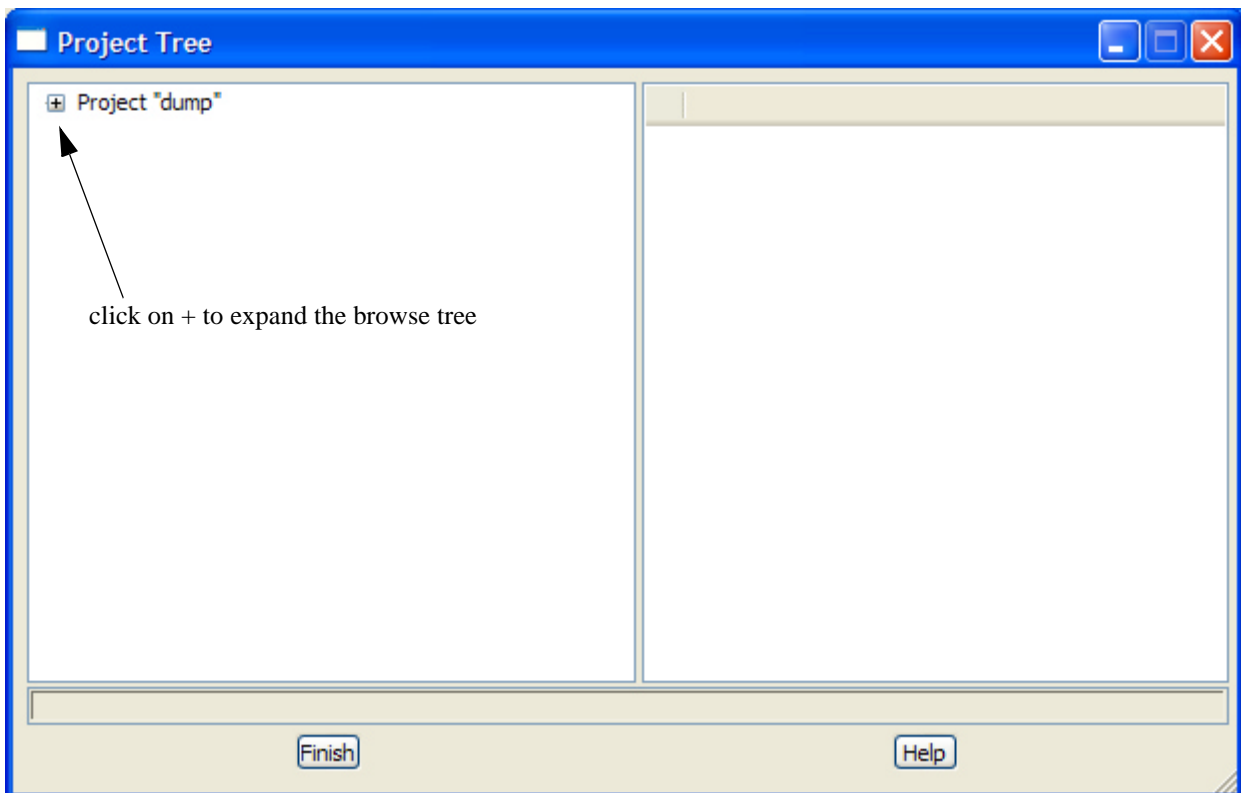 Project Tree
Project "dump"
click on + to expand the browse tree
Finish
Help